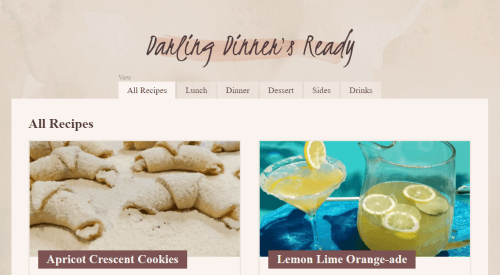 Darling Dinner's Ready
View
All Recipes Lunch Dinner Dessert Sides Drinks
All Recipes
Apricot Crescent Cookies Lemon Lime Orange-ade